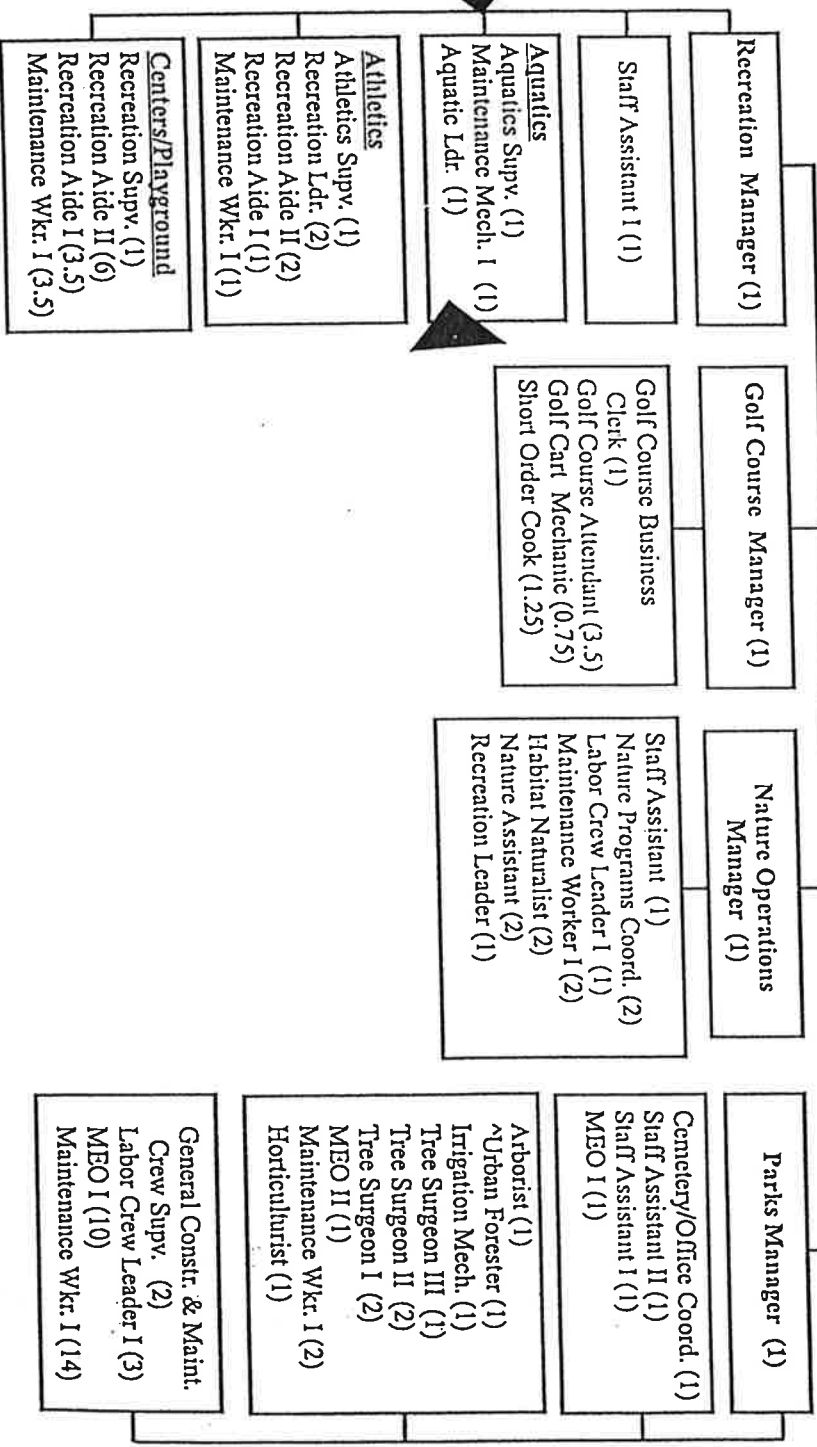 Recreation Manager (1)
Staff Assistant I (1)
Aquatics
Aquatics Supv. (1)
Maintenance Mech. I (1)
Aquatic Ldr. (1)
Athletics
Athletics Supv. (1)
Recreation Ldr. (2)
Recreation Aide II (2)
Recreation Aide I (1)
Maintenance Wkr. I (1)
Centers/Playground
Recreation Supv. (1)
Recreation Aide II (6)
Recreation Aide I (3.5)
Maintenance Wkr. I (3.5)
Golf Course Manager (1)
Golf Course Business
Clerk (1)
Golf Course Attendant (3.5)
Golf Cart Mechanic (0.75)
Short Order Cook (1.25)
Nature Operations
Manager (1)
Staff Assistant (1)
Nature Programs Coord. (2)
Labor Crew Leader I (1)
Maintenance Worker I (2)
Habitat Naturalist (2)
Nature Assistant (2)
Recreation Leader (1)
Parks Manager (1)
Cemetery/Office Coord. (1)
Staff Assistant II (1)
Staff Assistant I (1)
MEO I (1)
Arborist (1)
^Urban Forester (1)
Irrigation Mech. (1)
Tree Surgeon III (1)
Tree Surgeon II (2)
Tree Surgeon I (2)
MEO II (1)
Maintenance Wkr. I (2)
Horticulturist (1)
General Constr. & Maint.
Crew Supv. (2)
Labor Crew Leader I (3)
MEO I (10)
Maintenance Wkr. I (14)